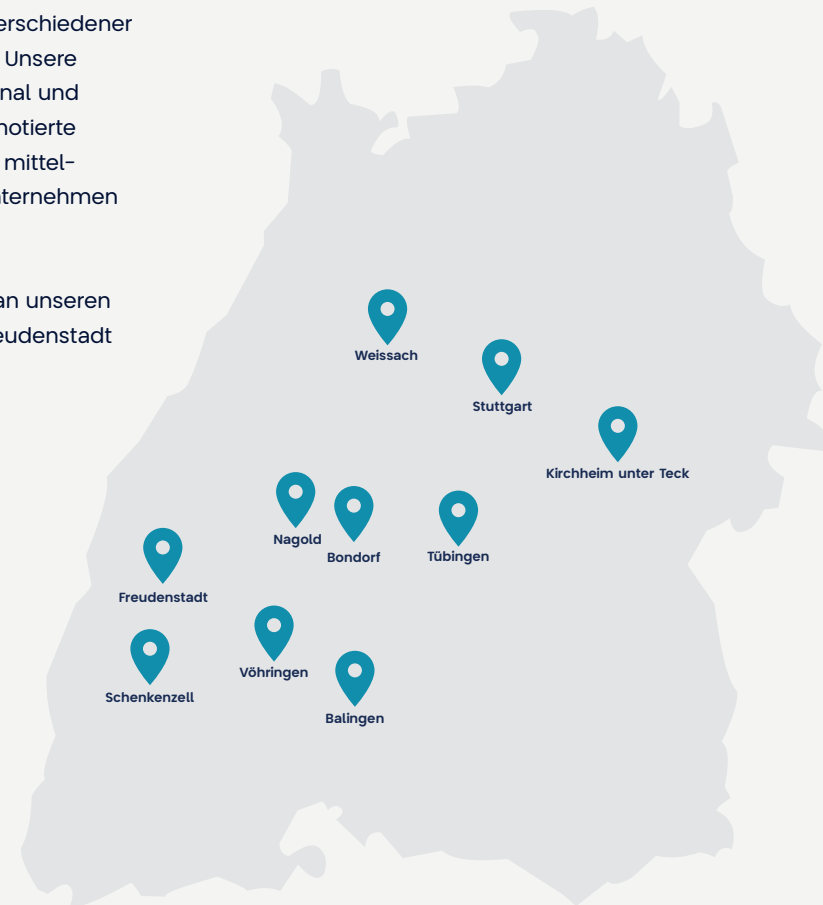 erschiedener
Unsere
nal und
notierte
mittel-
nternehmen
an unseren
eudenstadt
Weissach
Stuttgart
Kirchheim unter Teck
Nagold
Bondorf
Tübingen
Freudenstadt
Vöhringen
Schenkenzell
Balingen